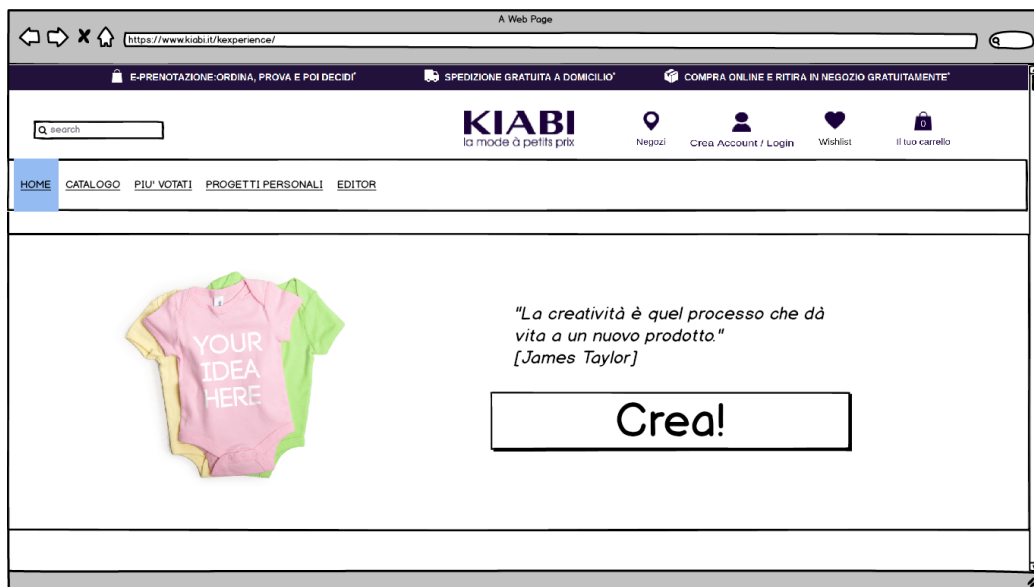 A Web Page
https://www.kiabi.it/kexperience/
E-PRENOTAZIONE:ORDINA, PROVA E POI DECIDI* SPEDIZIONE GRATUITA A DOMICILIO* COMPRA ONLINE E RITIRA IN NEGOZIO GRATUITAMENTE*
search
KIABI
la mode à petits prix
Negozi Crea Account / Login Wishlist Il tuo carrello
0
HOME CATALOGO PIU' VOTATI PROGETTI PERSONALI EDITOR
YOUR
IDEA
HERE
"La creatività è quel processo che dà
vita a un nuovo prodotto."
[James Taylor]
Crea!